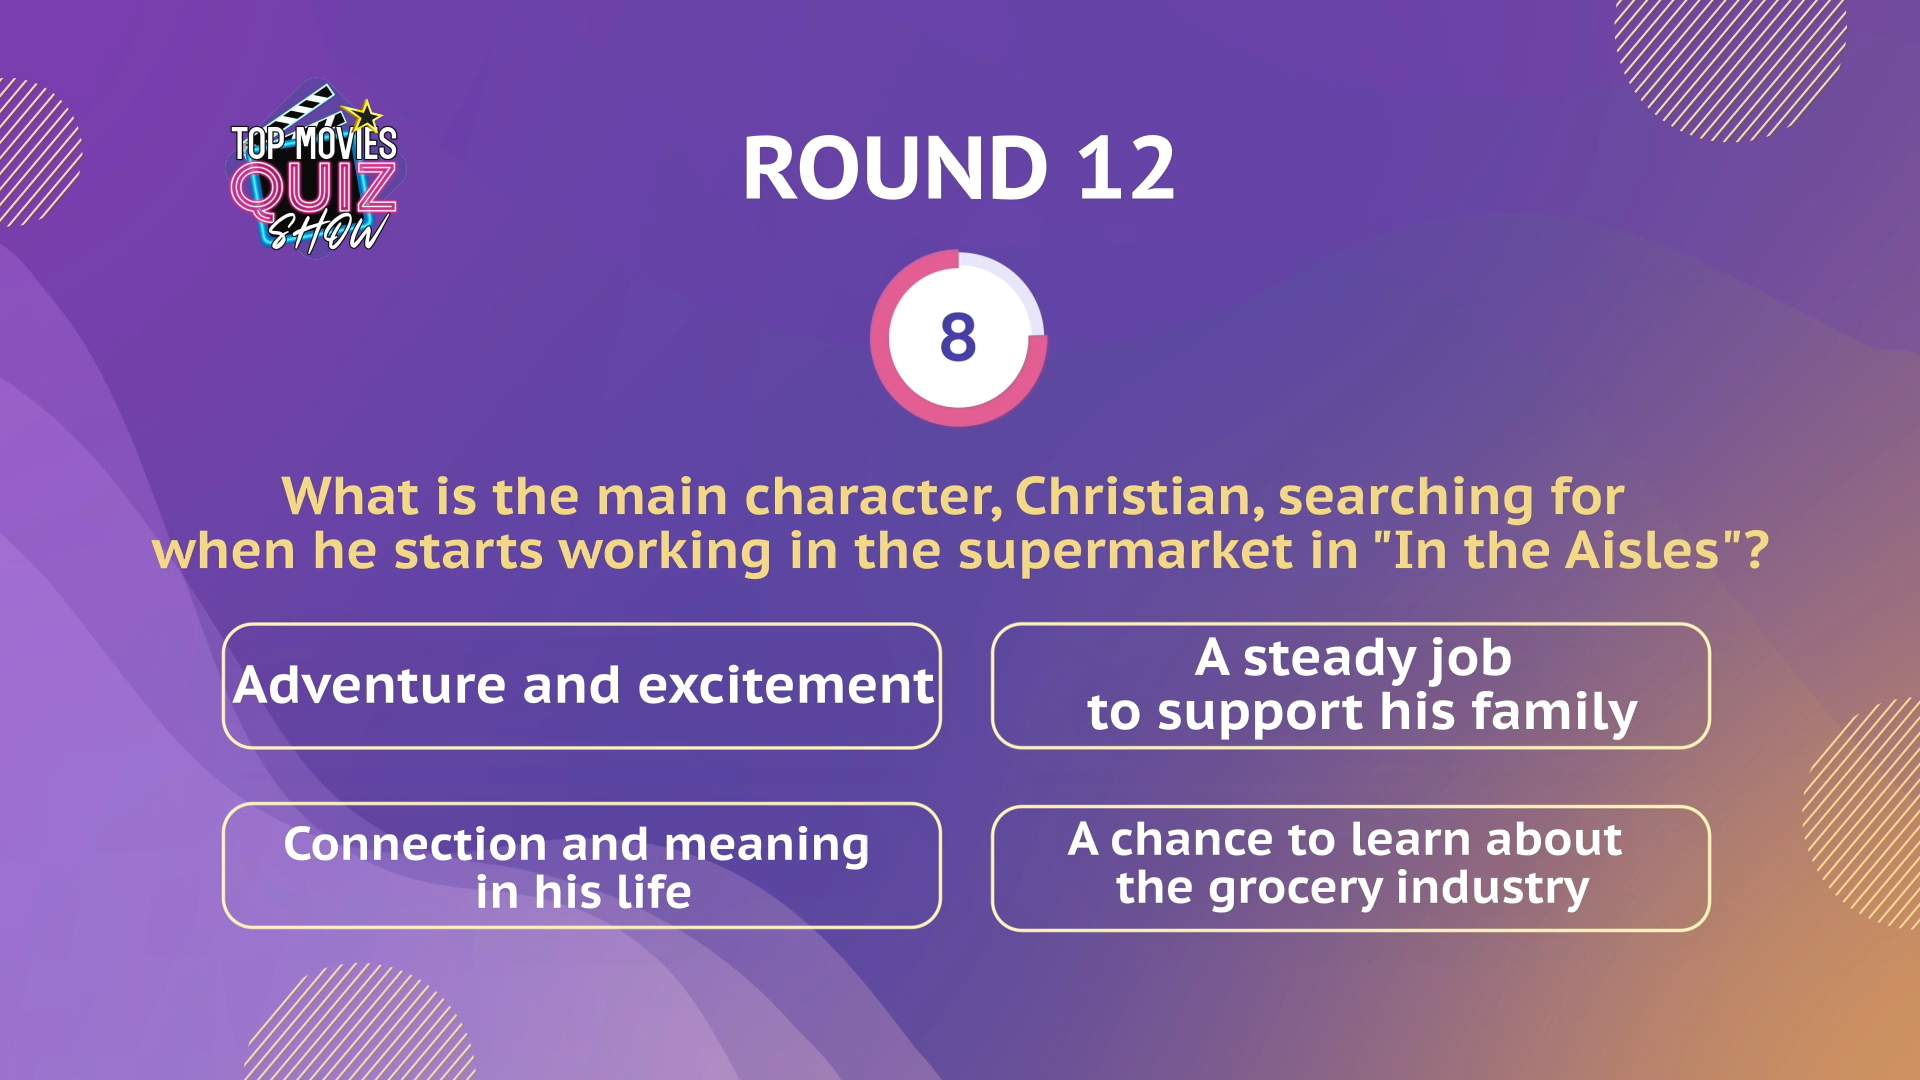 TOP MOVIES
QUIZ
SHOW
ROUND 12
8
What is the main character, Christian, searching for
when he starts working in the supermarket in "In the Aisles"?
Adventure and excitement
A steady job
to support his family
Connection and meaning
in his life
A chance to learn about
the grocery industry